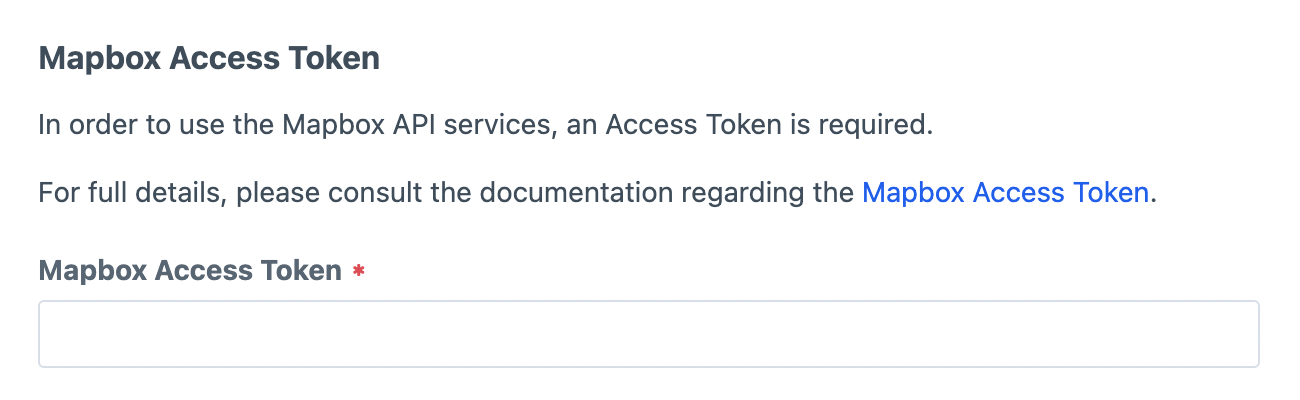 Mapbox Access Token
In order to use the Mapbox API services, an Access Token is required.
For full details, please consult the documentation regarding the Mapbox Access Token.
Mapbox Access Token *